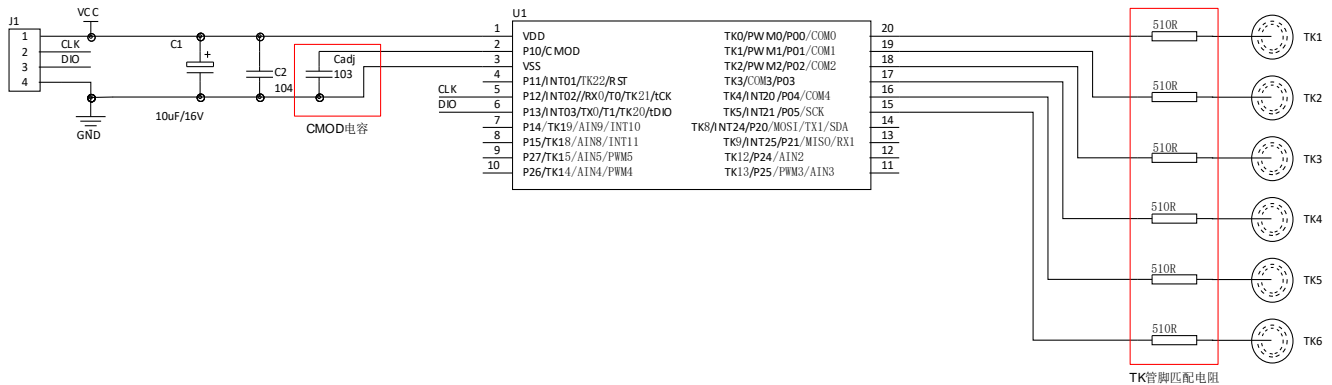 J1
1
2
3
4
VCC
CLK
DIO
GND
C1
+
10uF/16V
C2
104
Cadj
103
CMOD电容
U1
1 VDD
2 P10/CMOD
3 VSS
4 P11/INT01/TK22/RST
CLK 5 P12/INT02//RX0/T0/TK21/tCK
DIO 6 P13/INT03/TX0/T1/TK20/tDIO
7 P14/TK19/AIN9/INT10
8 P15/TK18/AIN8/INT11
9 P27/TK15/AIN5/PWM5
10 P26/TK14/AIN4/PWM4
TK0/PWM0/P00/COM0 20
TK1/PWM1/P01/COM1 19
TK2/PWM2/P02/COM2 18
TK3/COM3/P03 17
TK4/INT20/P04/COM4 16
TK5/INT21/P05/SCK 15
TK8/INT24/P20/MOSI/TX1/SDA 14
TK9/INT25/P21/MISO/RX1 13
TK12/P24/AIN2 12
TK13/P25/PWM3/AIN3 11
510R TK1
510R TK2
510R TK3
510R TK4
510R TK5
510R TK6
TK管脚匹配电阻